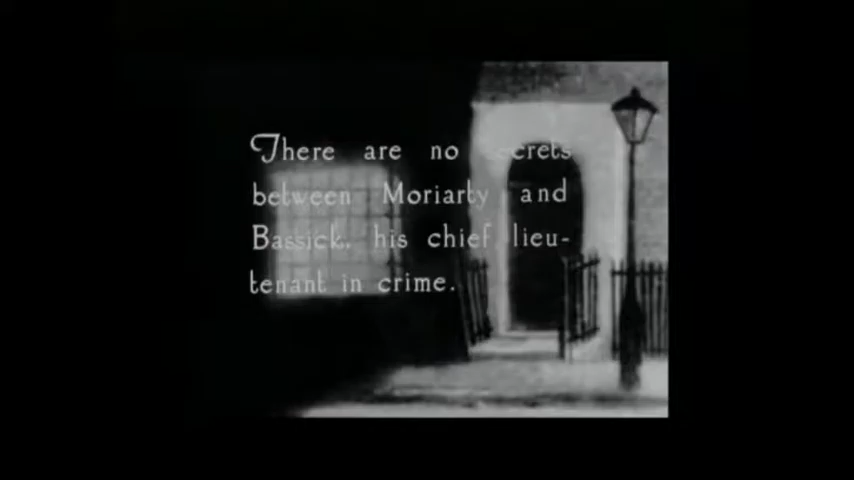 There are no secrets
between Moriarty and
Bassick, his chief lieu-
tenant in crime.